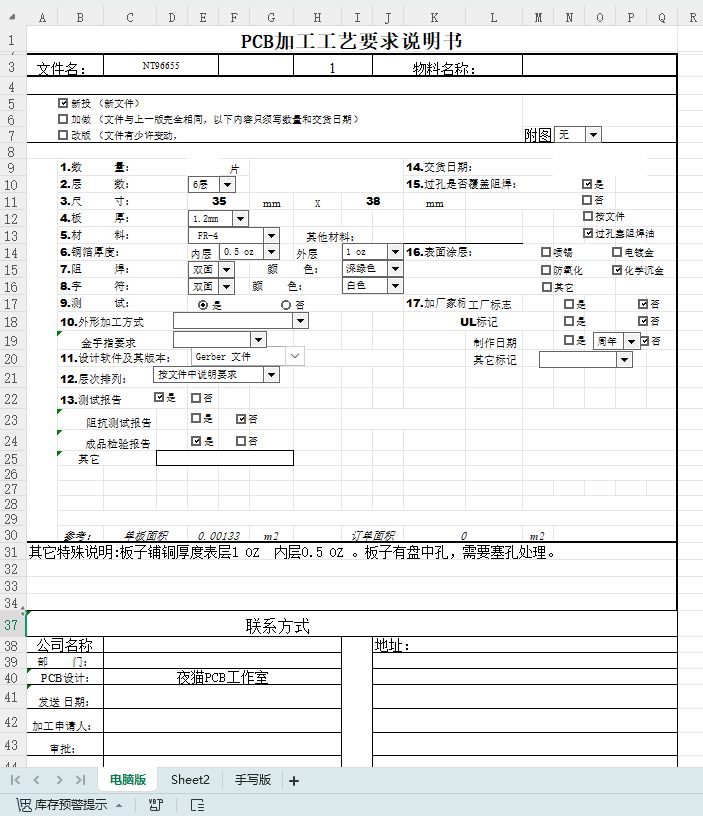 A B C D E F G H I J K L M N O P Q R
1 PCB加工工艺要求说明书
3 文件名: NT96655 1 物料名称:
4
5 新投 (新文件)
6 加做 (文件与上一版完全相同, 以下内容只须写数量和交货日期)
7 改版 (文件有少许变动, 附图 无
8
9 1.数 量: 片 14.交货日期:
10 2.层 数: 6层 15.过孔是否覆盖阻焊: 是
11 3.尺 寸: 35 mm X 38 mm 否
12 4.板 厚: 1.2mm 按文件
13 5.材 料: FR-4 其他材料: 过孔塞阻焊油
14 6.铜箔厚度: 内层 0.5 oz 外层 1 oz 16.表面涂层: 喷锡 电镀金
15 7.阻 焊: 双面 颜 色: 深绿色 防氧化 化学沉金
16 8.字 符: 双面 颜 色: 白色 其它
17 9.测 试: 是 否 17.加厂家标 工厂标志 是 否
18 10.外形加工方式 UL标记 是 否
19 金手指要求 制作日期 是 周年 否
20 11.设计软件及其版本: Gerber 文件 其它标记
21 12.层次排列: 按文件中说明要求
22 13.测试报告 是 否
23 阻抗测试报告 是 否
24 成品检验报告 是 否
25 其它
26
27
28
29
30 参考: 单板面积 0.00133 m2 订单面积 0 m2
31 其它特殊说明:板子铺铜厚度表层1 OZ 内层0.5 OZ 。板子有盘中孔，需要塞孔处理。
32
33
34
37 联系方式
38 公司名称 地址:
39 部 门:
40 PCB设计: 夜猫PCB工作室
41 发送日期:
42 加工申请人:
43 审批:
44
电脑版 Sheet2 手写版 +
库存预警提示